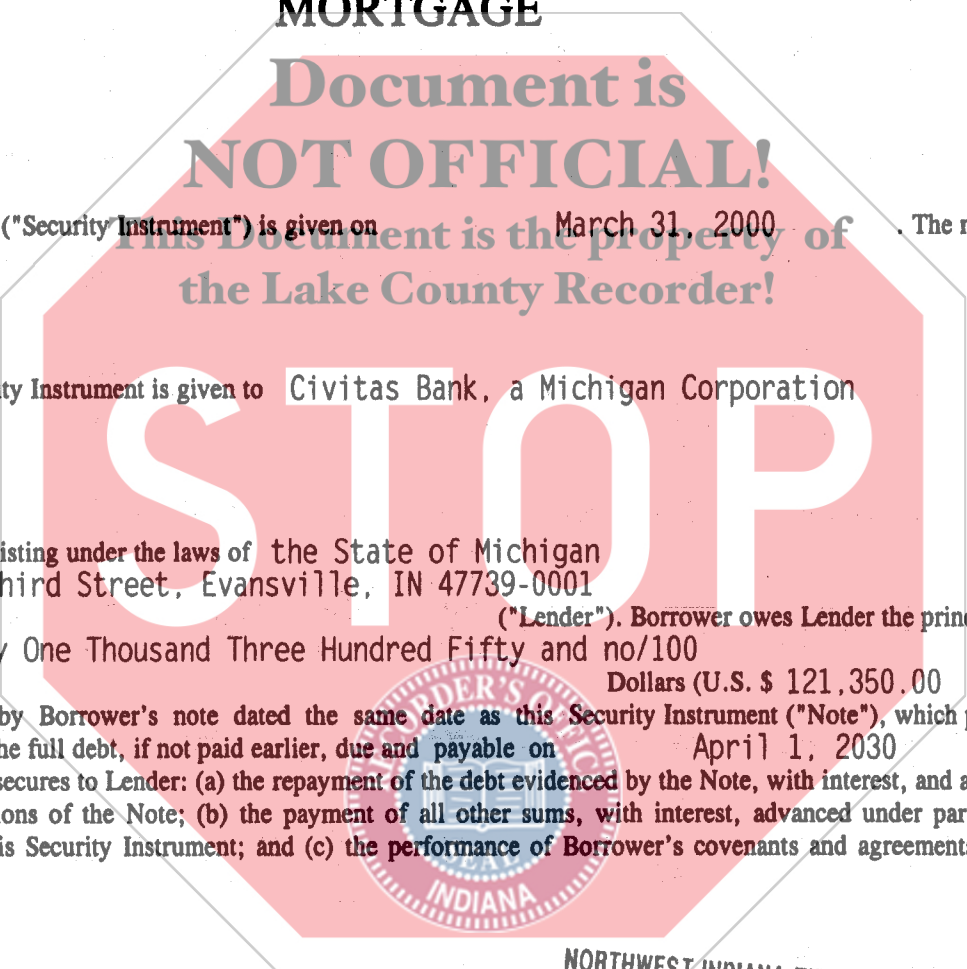 MORTGAGE
Document is
NOT OFFICIAL!
("Security Instrument") is given on March 31, 2000 . The
This Document is the property of
the Lake County Recorder!
ty Instrument is given to Civitas Bank, a Michigan Corporation
STOP
isting under the laws of the State of Michigan
hird Street, Evansville, IN 47739-0001
("Lender"). Borrower owes Lender the princ
y One Thousand Three Hundred Fifty and no/100
Dollars (U.S. $ 121,350.00
by Borrower's note dated the same date as this Security Instrument ("Note"), which p
he full debt, if not paid earlier, due and payable on April 1, 2030
secures to Lender: (a) the repayment of the debt evidenced by the Note, with interest, and a
ions of the Note; (b) the payment of all other sums, with interest, advanced under par
is Security Instrument; and (c) the performance of Borrower's covenants and agreement
RECORDER'S OFFICE
SEAL
INDIANA
NORTHWEST INDIANA